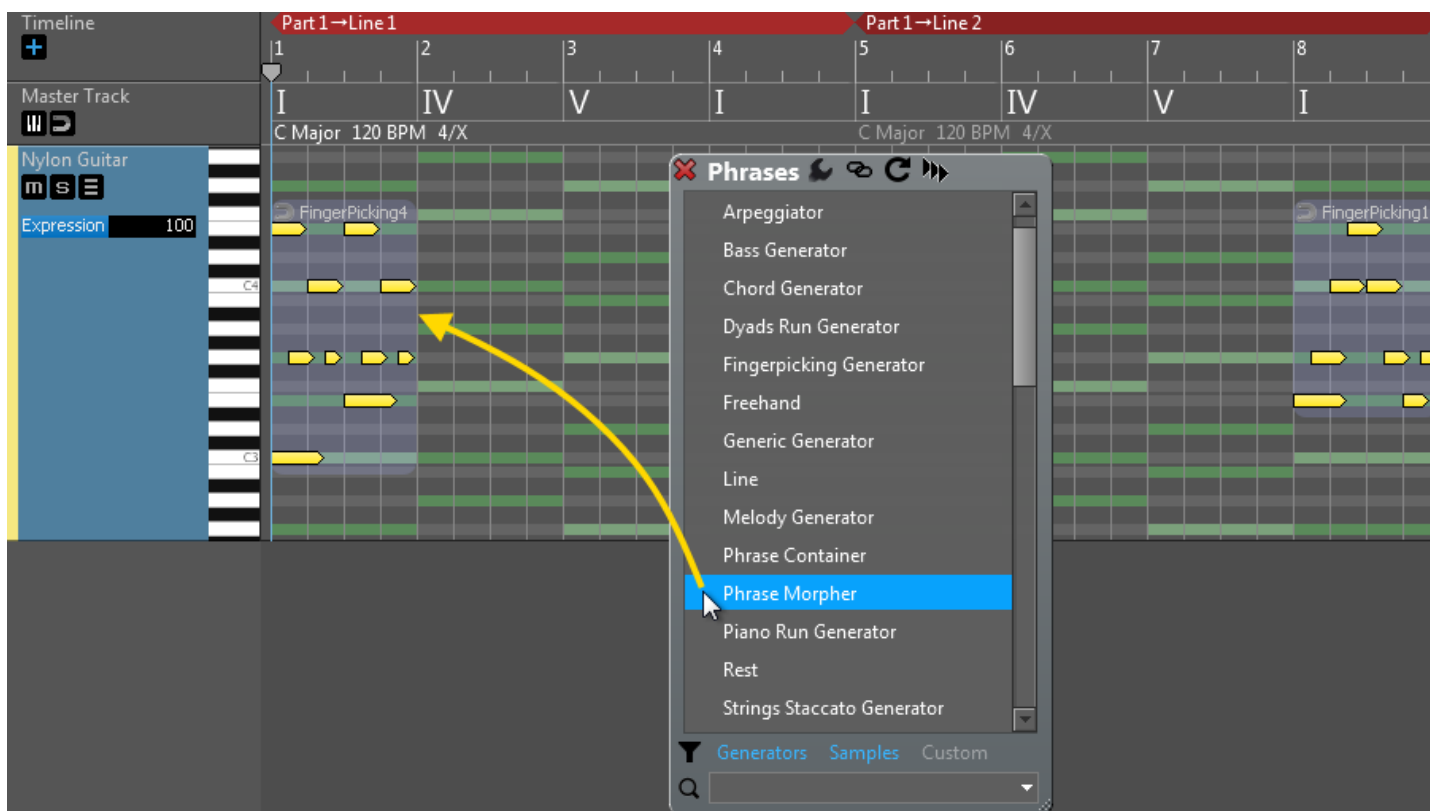 Timeline
Part 1→Line 1
Part 1→Line 2
1 2 3 4 5 6 7 8
Master Track
I IV V I I IV V I
C Major 120 BPM 4/X
C Major 120 BPM 4/X
Nylon Guitar
m s
Expression 100
FingerPicking4
FingerPicking1
C4
C3
Phrases
Arpeggiator
Bass Generator
Chord Generator
Dyads Run Generator
Fingerpicking Generator
Freehand
Generic Generator
Line
Melody Generator
Phrase Container
Phrase Morpher
Piano Run Generator
Rest
Strings Staccato Generator
Generators Samples Custom